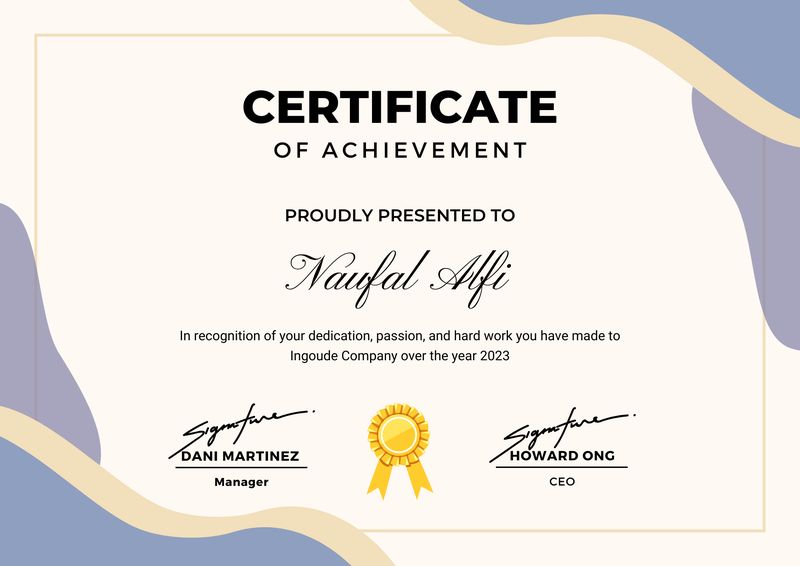 CERTIFICATE
OF ACHIEVEMENT
PROUDLY PRESENTED TO
Naufal Alfi
In recognition of your dedication, passion, and hard work you have made to
Ingoude Company over the year 2023
Signature
DANI MARTINEZ
Manager
Signature
HOWARD ONG
CEO